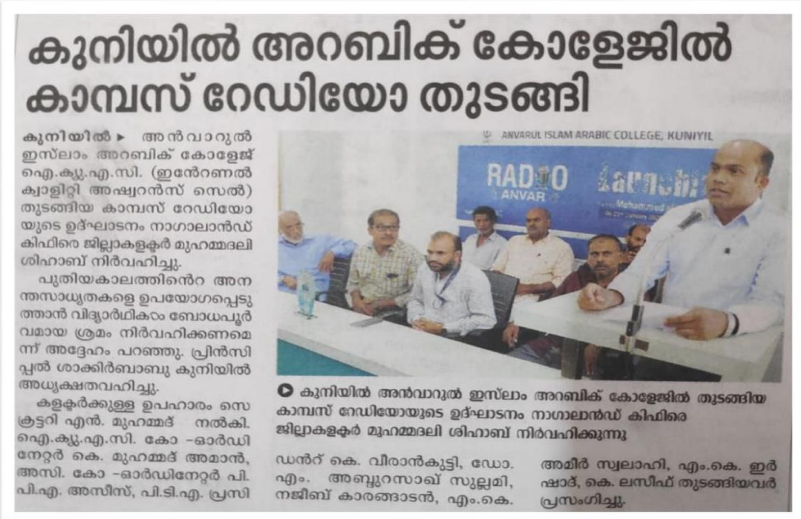 കുനിയിൽ അറബിക് കോളേജിൽ
കാമ്പസ് റേഡിയോ തുടങ്ങി
കുനിയിൽ ► അൻവാറുൽ
ഇസ്‌ലാം അറബിക് കോളേജ്
ഐ.ക്യു.എ.സി. (ഇന്റേണൽ
ക്വാളിറ്റി അഷ്വറൻസ് സെൽ)
തുടങ്ങിയ കാമ്പസ് റേഡിയോ
യുടെ ഉദ്ഘാടനം നാഗാലാൻഡ്
കിഫിരെ ജില്ലാകളക്ടർ മുഹമ്മദലി
ശിഹാബ് നിർവഹിച്ചു.
പുതിയകാലത്തിന്റെ അന
ന്തസാധ്യതകളെ ഉപയോഗപ്പെടു
ത്താൻ വിദ്യാർഥികൾ ബോധപൂർ
വമായ ശ്രമം നിർവഹിക്കണമെ
ന്ന് അദ്ദേഹം പറഞ്ഞു. പ്രിൻസി
പ്പൽ ശാക്കിർബാബു കുനിയിൽ
അധ്യക്ഷതവഹിച്ചു.
കളക്ടർക്കുള്ള ഉപഹാരം സെ
ക്രട്ടറി എൻ. മുഹമ്മദ് നൽകി.
ഐ.ക്യു.എ.സി. കോ -ഓർഡി
നേറ്റർ കെ. മുഹമ്മദ് അമാൻ,
അസി. കോ -ഓർഡിനേറ്റർ പി.
പി.എ. അസീസ്, പി.ടി.എ. പ്രസി
ANVARUL ISLAM ARABIC COLLEGE, KUNIYIL
RADIO
ANVAR
കുനിയിൽ അൻവാറുൽ ഇസ്‌ലാം അറബിക് കോളേജിൽ തുടങ്ങിയ
കാമ്പസ് റേഡിയോയുടെ ഉദ്ഘാടനം നാഗാലാൻഡ് കിഫിരെ
ജില്ലാകളക്ടർ മുഹമ്മദലി ശിഹാബ് നിർവഹിക്കുന്നു
ഡന്റ് കെ. വീരാൻകുട്ടി, ഡോ.
എം. അബ്ദുറസാഖ് സുല്ലമി,
നജീബ് കാരങ്ങാടൻ, എം.കെ.
അമീർ സ്വലാഹി, എം.കെ. ഇർ
ഷാദ്, കെ. ലസീഫ് തുടങ്ങിയവർ
പ്രസംഗിച്ചു.